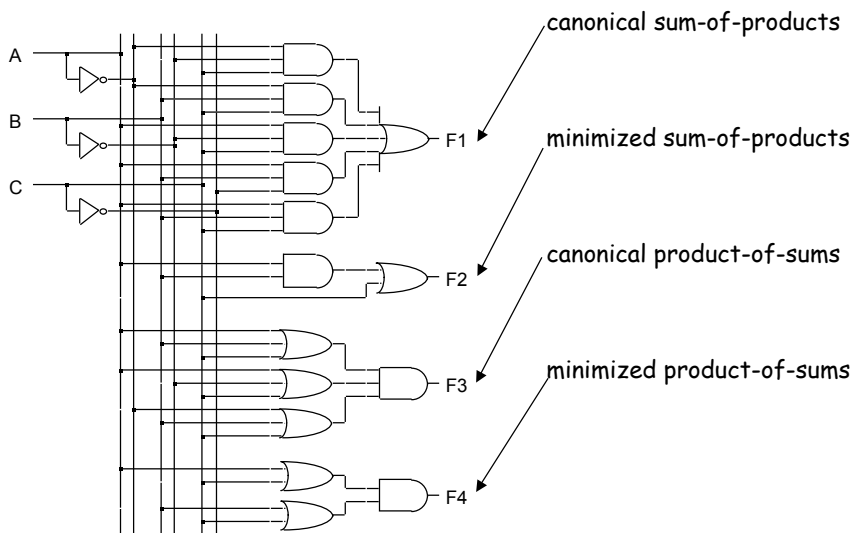 canonical sum-of-products
A
B
F1
minimized sum-of-products
C
canonical product-of-sums
F2
minimized product-of-sums
F3
F4